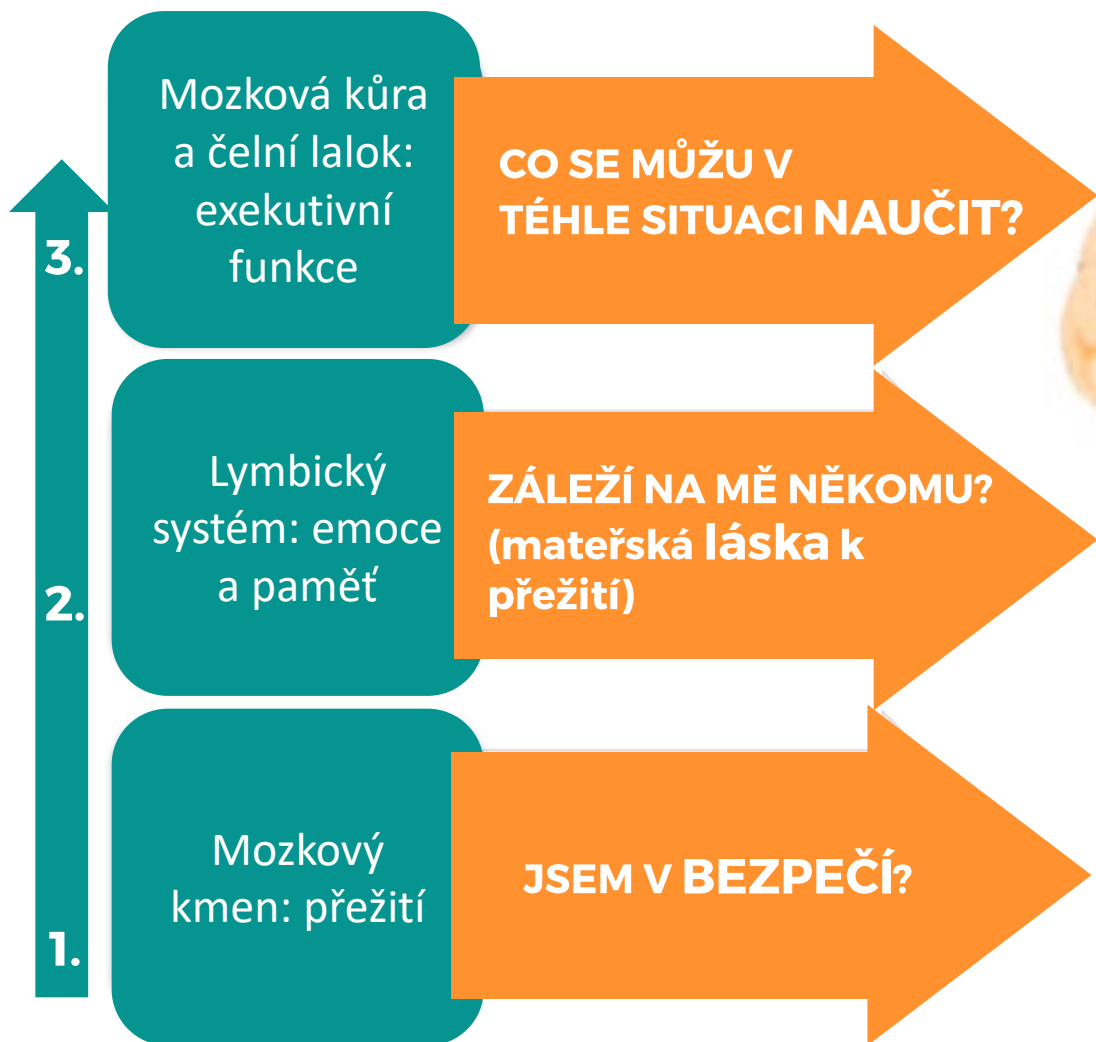 Mozková kůra
a čelní lalok:
exekutivní
funkce
CO SE MŮŽU V
TÉHLE SITUACI NAUČIT?
3.
Lymbický
systém: emoce
a paměť
ZÁLEŽÍ NA MĚ NĚKOMU?
(mateřská láska k
přežití)
2.
Mozkový
kmen: přežití
JSEM V BEZPEČÍ?
1.